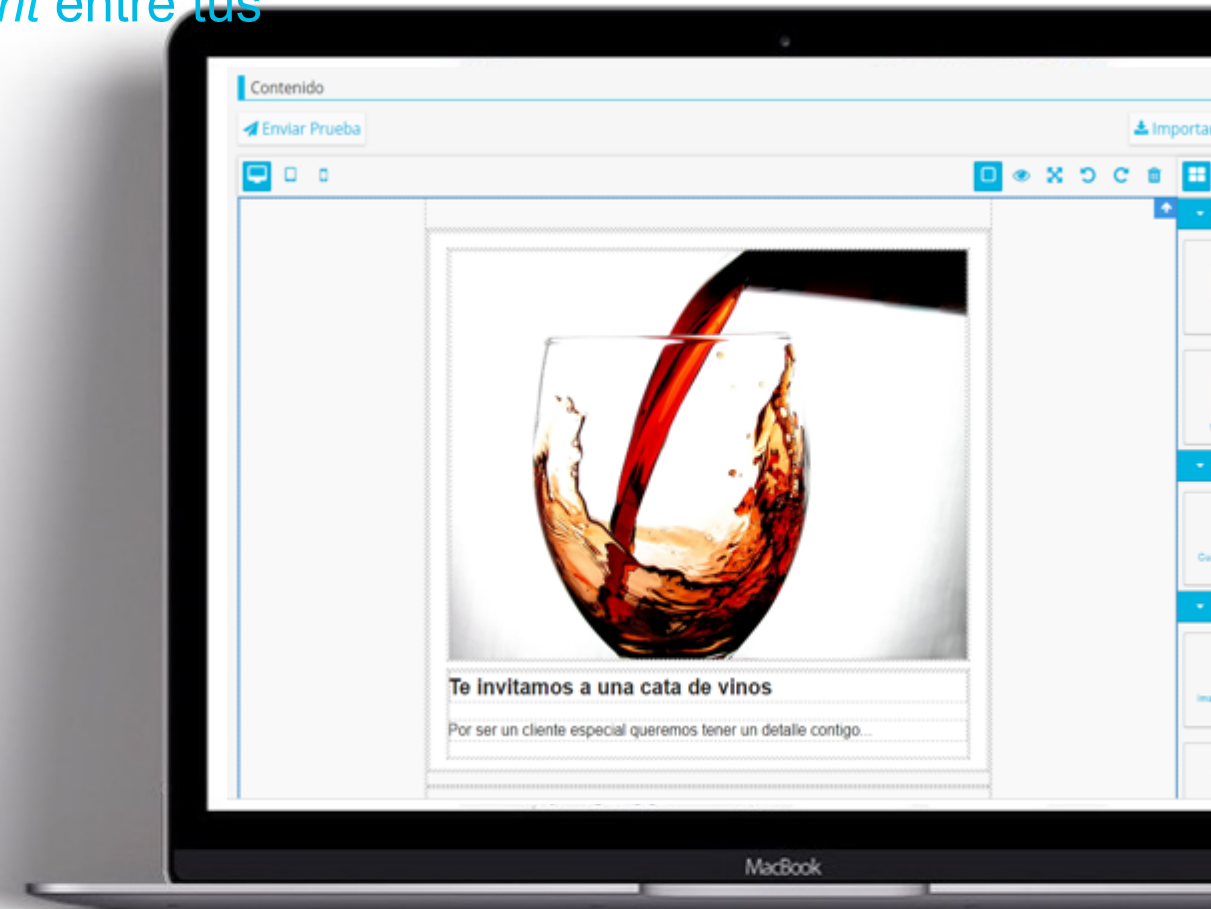 entre tus
Contenido
Enviar Prueba
Te invitamos a una cata de vinos
Por ser un cliente especial queremos tener un detalle contigo...
MacBook